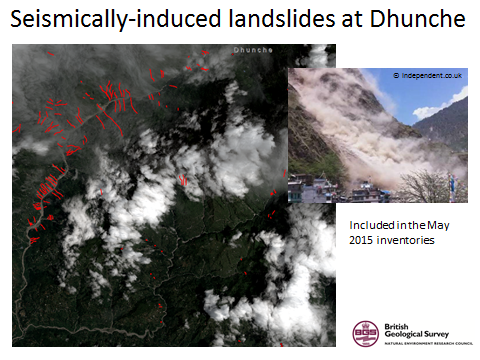 Seismically-induced landslides at Dhunche
Dhunche
© Independent.co.uk
Included in the May
2015 inventories
BGS
British
Geological Survey
NATURAL ENVIRONMENT RESEARCH COUNCIL